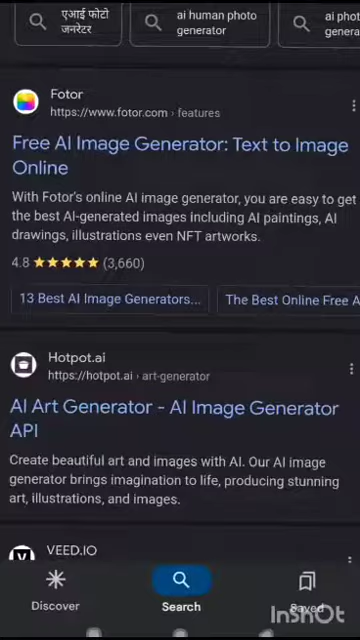 एआई फोटो
जनरेटर
ai human photo
generator
ai phot
genera
Fotor
https://www.fotor.com › features
Free AI Image Generator: Text to Image
Online
With Fotor's online AI image generator, you are easy to get
the best AI-generated images including AI paintings, AI
drawings, illustrations even NFT artworks.
4.8 ★★★★★ (3,660)
13 Best AI Image Generators...
The Best Online Free A
Hotpot.ai
https://hotpot.ai › art-generator
AI Art Generator - AI Image Generator
API
Create beautiful art and images with AI. Our AI image
generator brings imagination to life, producing stunning
art, illustrations, and images.
VEED.IO
Discover
Search
Saved
InShOt